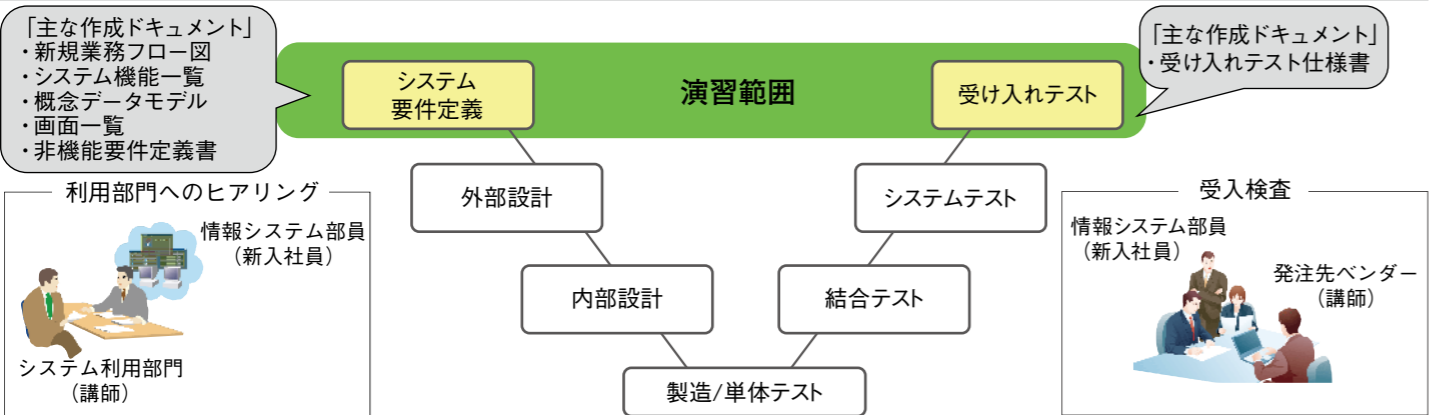 「主な作成ドキュメント」
・新規業務フロー図
・システム機能一覧
・概念データモデル
・画面一覧
・非機能要件定義書
システム
要件定義
演習範囲
受け入れテスト
「主な作成ドキュメント」
・受け入れテスト仕様書
外部設計
システムテスト
内部設計
結合テスト
製造/単体テスト
利用部門へのヒアリング
情報システム部員
（新入社員）
システム利用部門
（講師）
受入検査
情報システム部員
（新入社員）
発注先ベンダー
（講師）